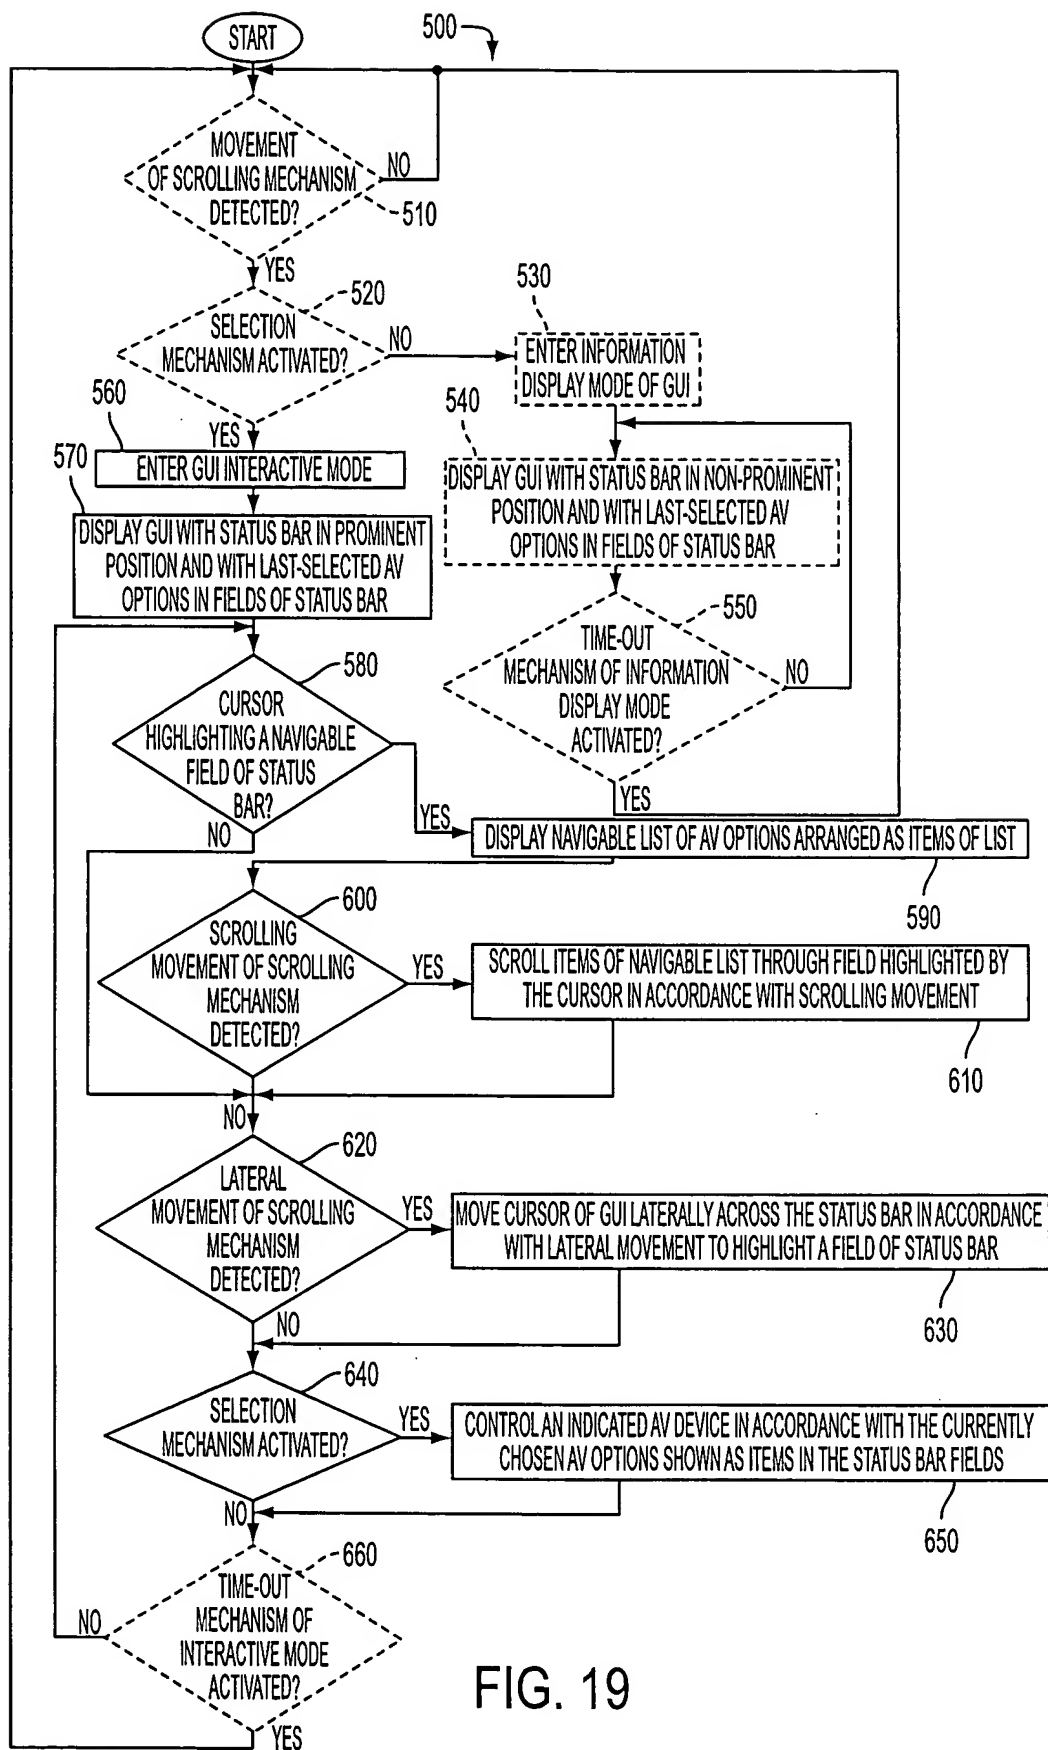 START
500
MOVEMENT
OF SCROLLING MECHANISM
DETECTED?
NO
510
YES
520
SELECTION
MECHANISM ACTIVATED?
NO
530
ENTER INFORMATION
DISPLAY MODE OF GUI
560
YES
ENTER GUI INTERACTIVE MODE
540
DISPLAY GUI WITH STATUS BAR IN NON-PROMINENT
POSITION AND WITH LAST-SELECTED AV
OPTIONS IN FIELDS OF STATUS BAR
570
DISPLAY GUI WITH STATUS BAR IN PROMINENT
POSITION AND WITH LAST-SELECTED AV
OPTIONS IN FIELDS OF STATUS BAR
550
TIME-OUT
MECHANISM OF INFORMATION
DISPLAY MODE
ACTIVATED?
NO
YES
580
CURSOR
HIGHLIGHTING A NAVIGABLE
FIELD OF STATUS
BAR?
NO
YES
DISPLAY NAVIGABLE LIST OF AV OPTIONS ARRANGED AS ITEMS OF LIST
590
600
SCROLLING
MOVEMENT OF SCROLLING
MECHANISM
DETECTED?
YES
SCROLL ITEMS OF NAVIGABLE LIST THROUGH FIELD HIGHLIGHTED BY
THE CURSOR IN ACCORDANCE WITH SCROLLING MOVEMENT
610
NO
620
LATERAL
MOVEMENT OF SCROLLING
MECHANISM
DETECTED?
YES
MOVE CURSOR OF GUI LATERALLY ACROSS THE STATUS BAR IN ACCORDANCE
WITH LATERAL MOVEMENT TO HIGHLIGHT A FIELD OF STATUS BAR
630
NO
640
SELECTION
MECHANISM ACTIVATED?
YES
CONTROL AN INDICATED AV DEVICE IN ACCORDANCE WITH THE CURRENTLY
CHOSEN AV OPTIONS SHOWN AS ITEMS IN THE STATUS BAR FIELDS
650
NO
660
TIME-OUT
MECHANISM OF
INTERACTIVE MODE
ACTIVATED?
NO
YES
FIG. 19